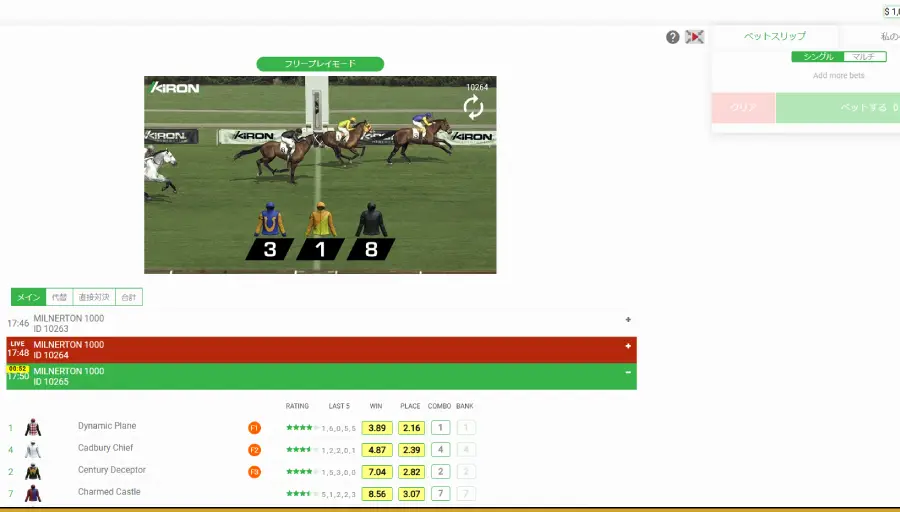 $ 1,
?
ベットスリップ
私の
シングル
マルチ
Add more bets
クリア
ベットする 0
フリープレイモード
KIRON
10264
KIRON
KIRON
KIRON
3 1 8
メイン
代替
直接対決
合計
17:46
MILNERTON 1000
ID 10263
+
LIVE
17:48
MILNERTON 1000
ID 10264
+
00:52
17:50
MILNERTON 1000
ID 10265
−
RATING LAST 5 WIN PLACE COMBO BANK
1 Dynamic Plane F1 1,6,0,5,5 3.89 2.16 1 1
4 Cadbury Chief F2 1,2,2,0,1 4.87 2.39 4 4
2 Century Deceptor F3 1,5,3,0,0 7.04 2.82 2 2
7 Charmed Castle 5,1,2,2,3 8.56 3.07 7 7